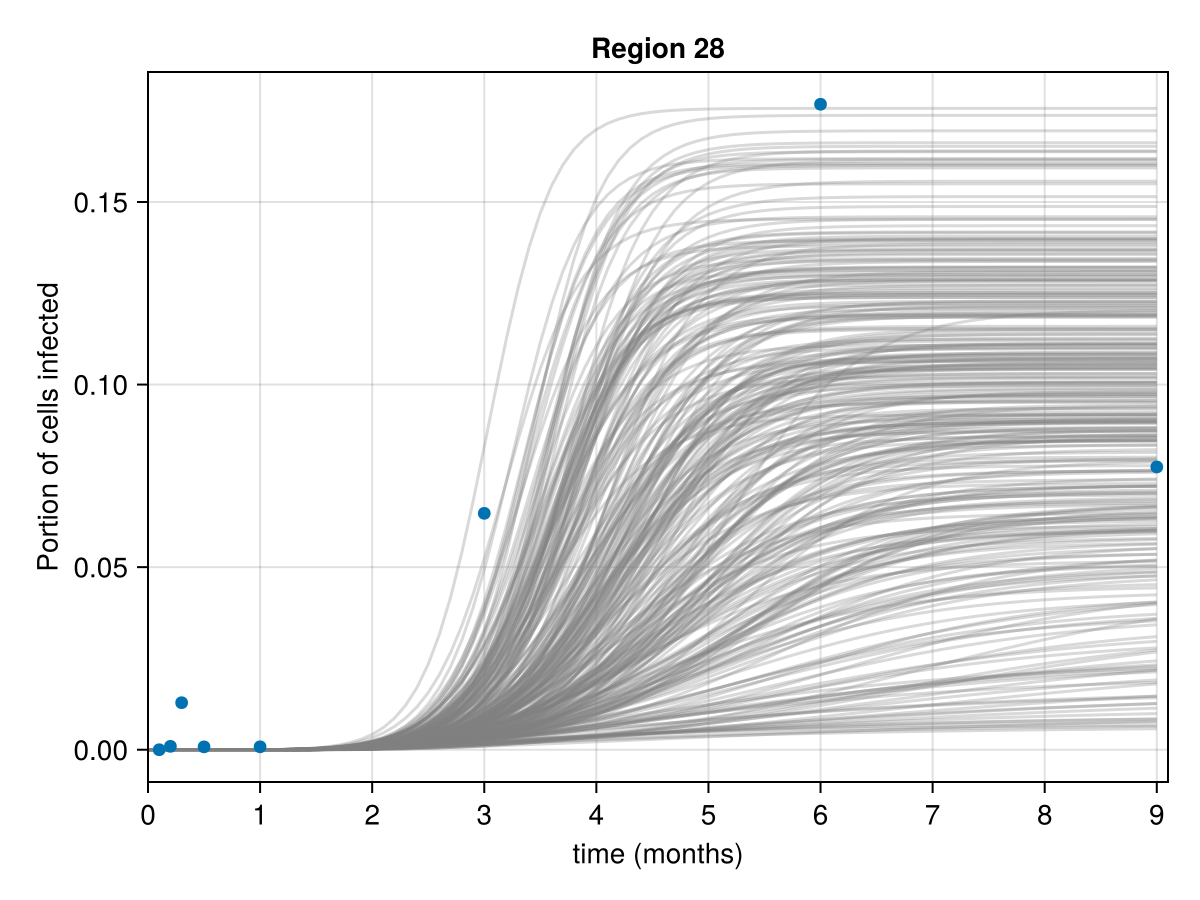 Region 28
Portion of cells infected
0.15
0.10
0.05
0.00
0 1 2 3 4 5 6 7 8 9
time (months)